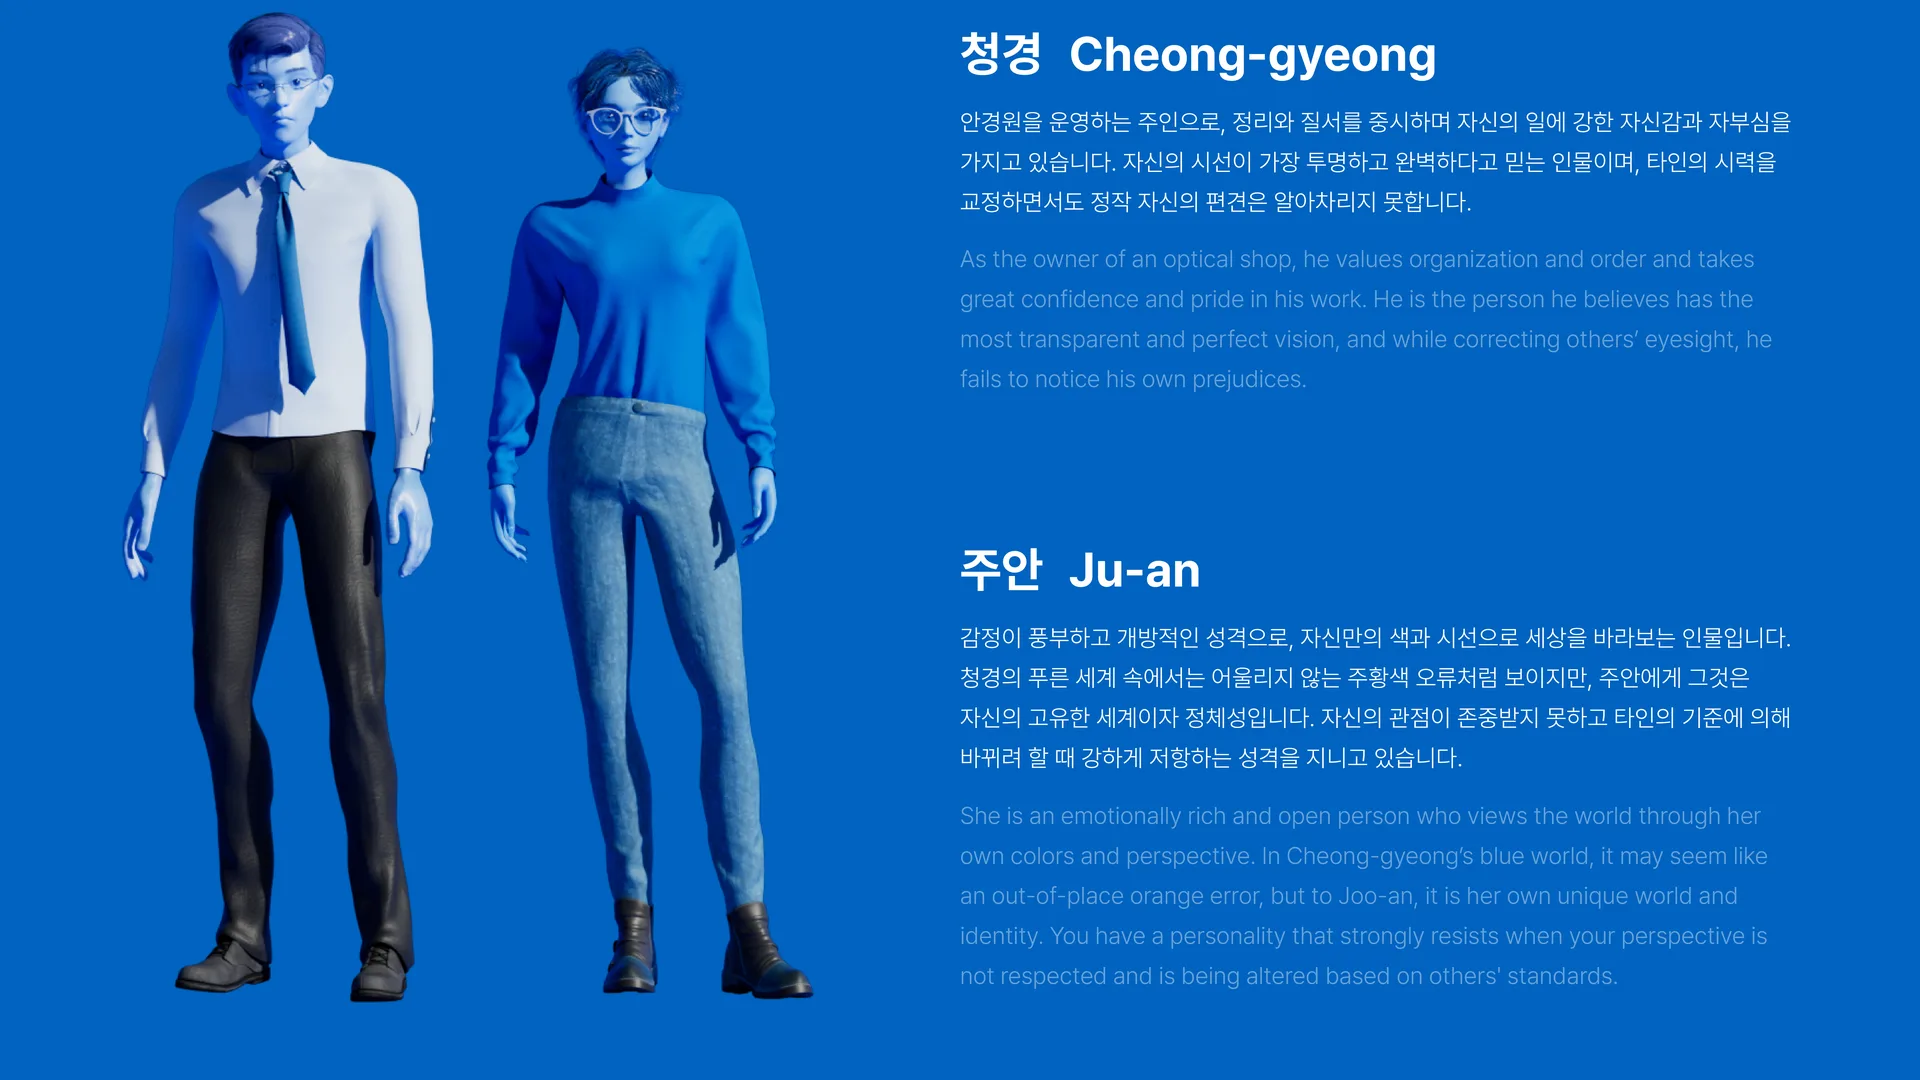 청경 Cheong-gyeong
안경원을 운영하는 주인으로, 정리와 질서를 중시하며 자신의 일에 강한 자신감과 자부심을
가지고 있습니다. 자신의 시선이 가장 투명하고 완벽하다고 믿는 인물이며, 타인의 시력을
교정하면서도 정작 자신의 편견은 알아차리지 못합니다.
As the owner of an optical shop, he values organization and order and takes
great confidence and pride in his work. He is the person he believes has the
most transparent and perfect vision, and while correcting others’ eyesight, he
fails to notice his own prejudices.
주안 Ju-an
감정이 풍부하고 개방적인 성격으로, 자신만의 색과 시선으로 세상을 바라보는 인물입니다.
청경의 푸른 세계 속에서는 어울리지 않는 주황색 오류처럼 보이지만, 주안에게 그것은
자신의 고유한 세계이자 정체성입니다. 자신의 관점이 존중받지 못하고 타인의 기준에 의해
바뀌려 할 때 강하게 저항하는 성격을 지니고 있습니다.
She is an emotionally rich and open person who views the world through her
own colors and perspective. In Cheong-gyeong’s blue world, it may seem like
an out-of-place orange error, but to Joo-an, it is her own unique world and
identity. You have a personality that strongly resists when your perspective is
not respected and is being altered based on others' standards.